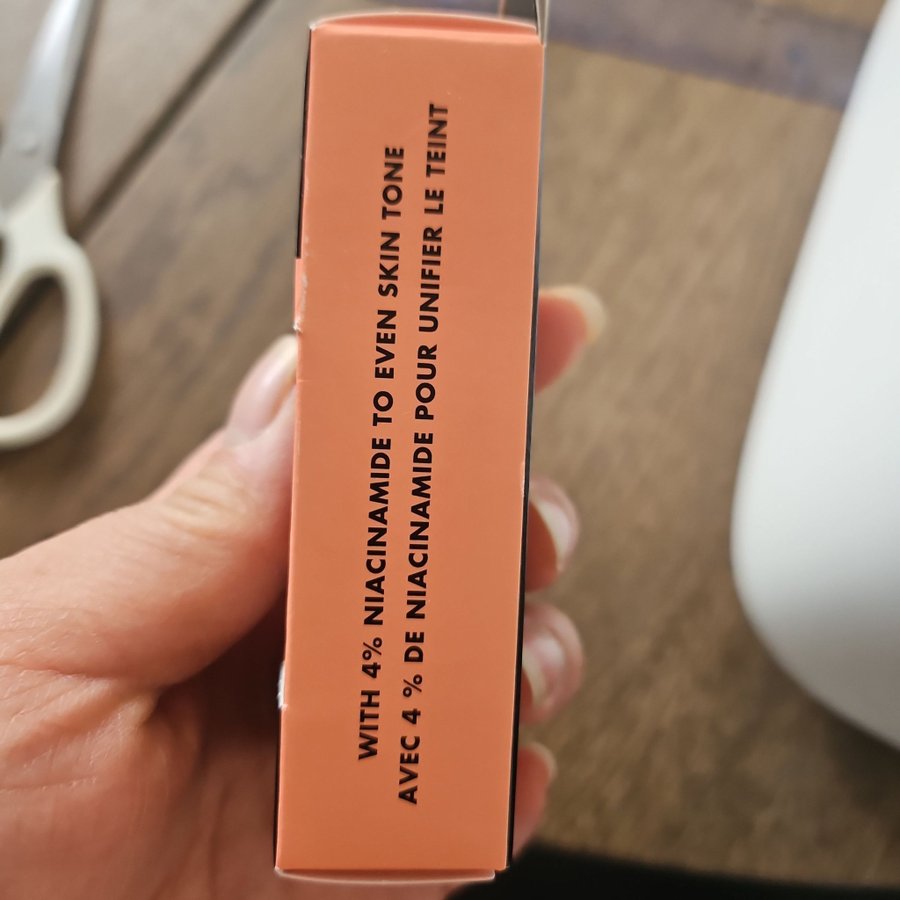 WITH 4% NIACINAMIDE TO EVEN SKIN TONE
AVEC 4 % DE NIACINAMIDE POUR UNIFIER LE TEINT